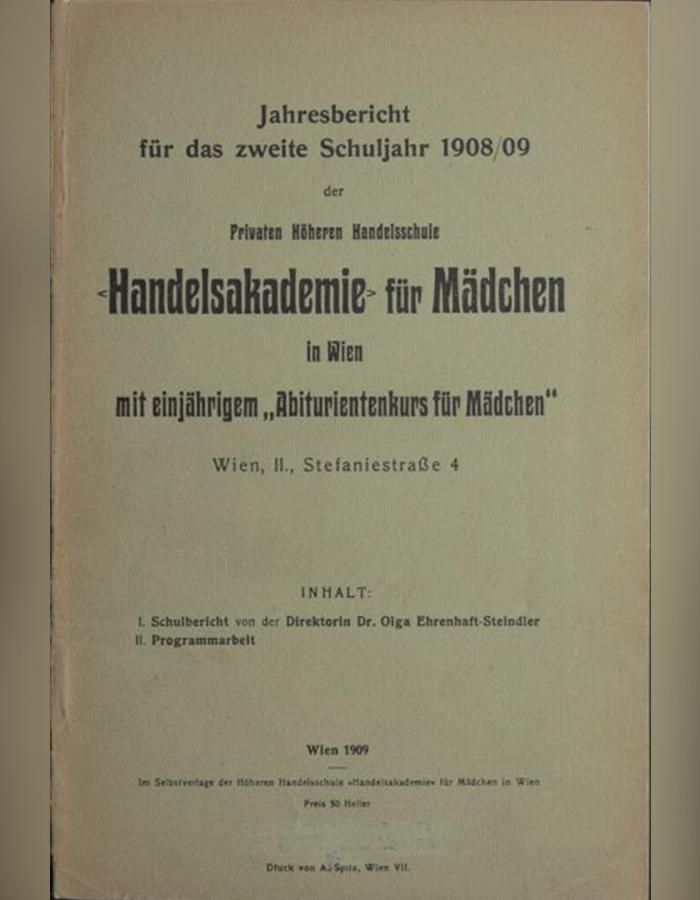 Jahresbericht
für das zweite Schuljahr 1908/09
der
Privaten Höheren Handelsschule
<Handelsakademie> für Mädchen
in Wien
mit einjährigem „Abiturientenkurs für Mädchen“
Wien, II., Stefaniestraße 4
INHALT:
I. Schulbericht von der Direktorin Dr. Olga Ehrenhaft-Steindler
II. Programmarbeit
Wien 1909
Im Selbstverlage der Höheren Handelsschule »Handelsakademie« für Mädchen in Wien
Preis 50 Heller
Druck von A. Spitz, Wien VII.